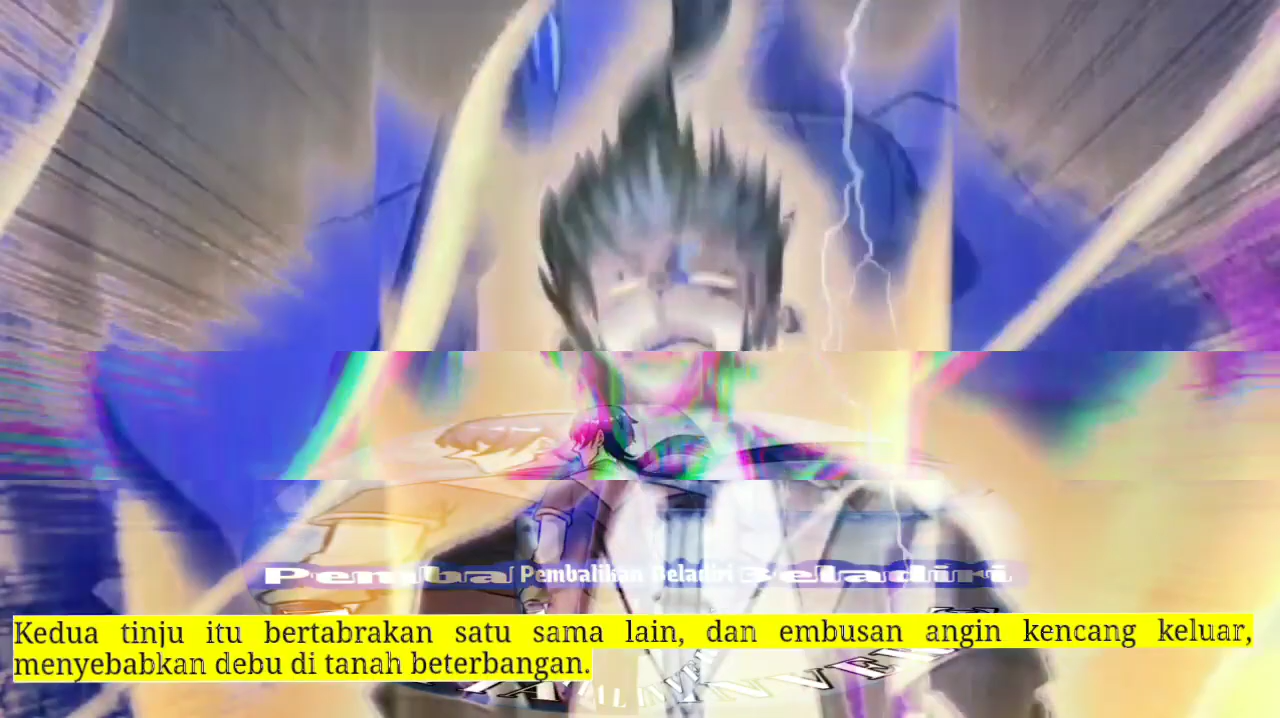 Pembalikan Beladiri
Kedua tinju itu bertabrakan satu sama lain, dan embusan angin kencang keluar,
menyebabkan debu di tanah beterbangan.